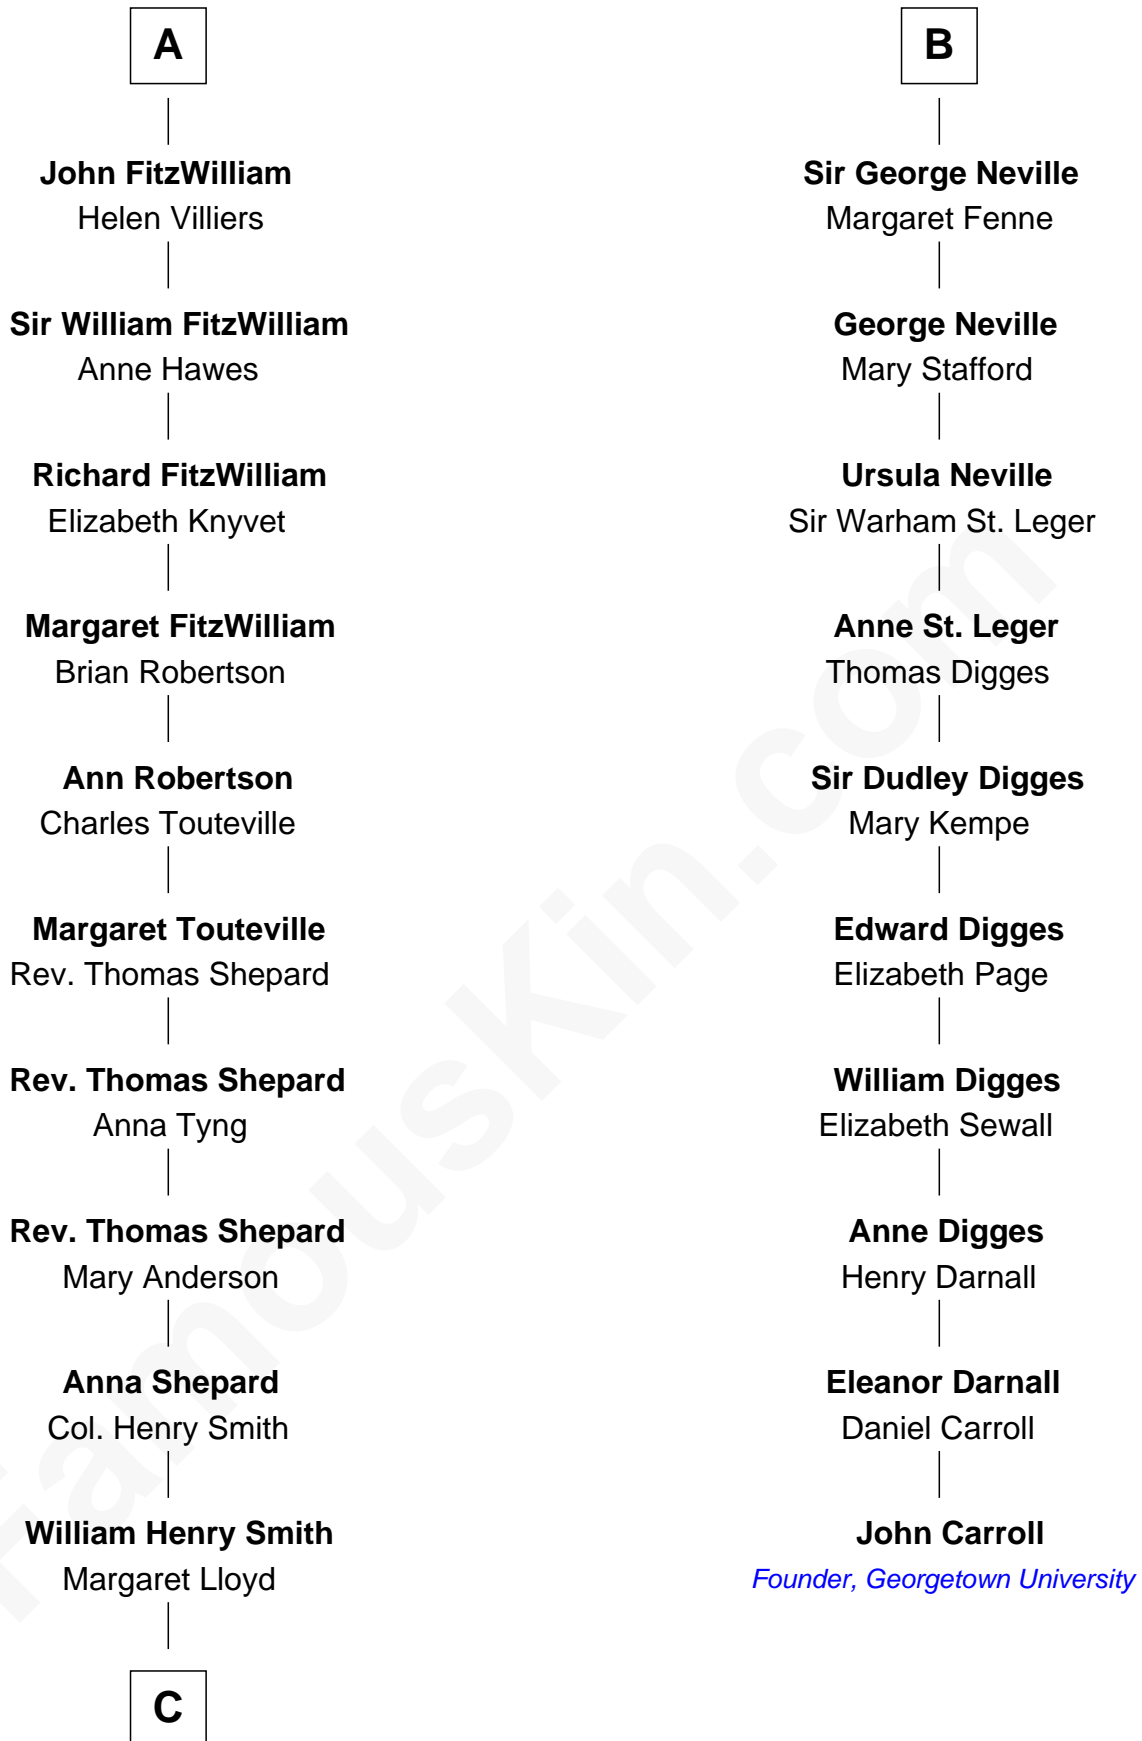 A
John FitzWilliam
Helen Villiers
Sir William FitzWilliam
Anne Hawes
Richard FitzWilliam
Elizabeth Knyvet
Margaret FitzWilliam
Brian Robertson
Ann Robertson
Charles Touteville
Margaret Touteville
Rev. Thomas Shepard
Rev. Thomas Shepard
Anna Tyng
Rev. Thomas Shepard
Mary Anderson
Anna Shepard
Col. Henry Smith
William Henry Smith
Margaret Lloyd
C
B
Sir George Neville
Margaret Fenne
George Neville
Mary Stafford
Ursula Neville
Sir Warham St. Leger
Anne St. Leger
Thomas Digges
Sir Dudley Digges
Mary Kempe
Edward Digges
Elizabeth Page
William Digges
Elizabeth Sewall
Anne Digges
Henry Darnall
Eleanor Darnall
Daniel Carroll
John Carroll
Founder, Georgetown University
FamousKin.com